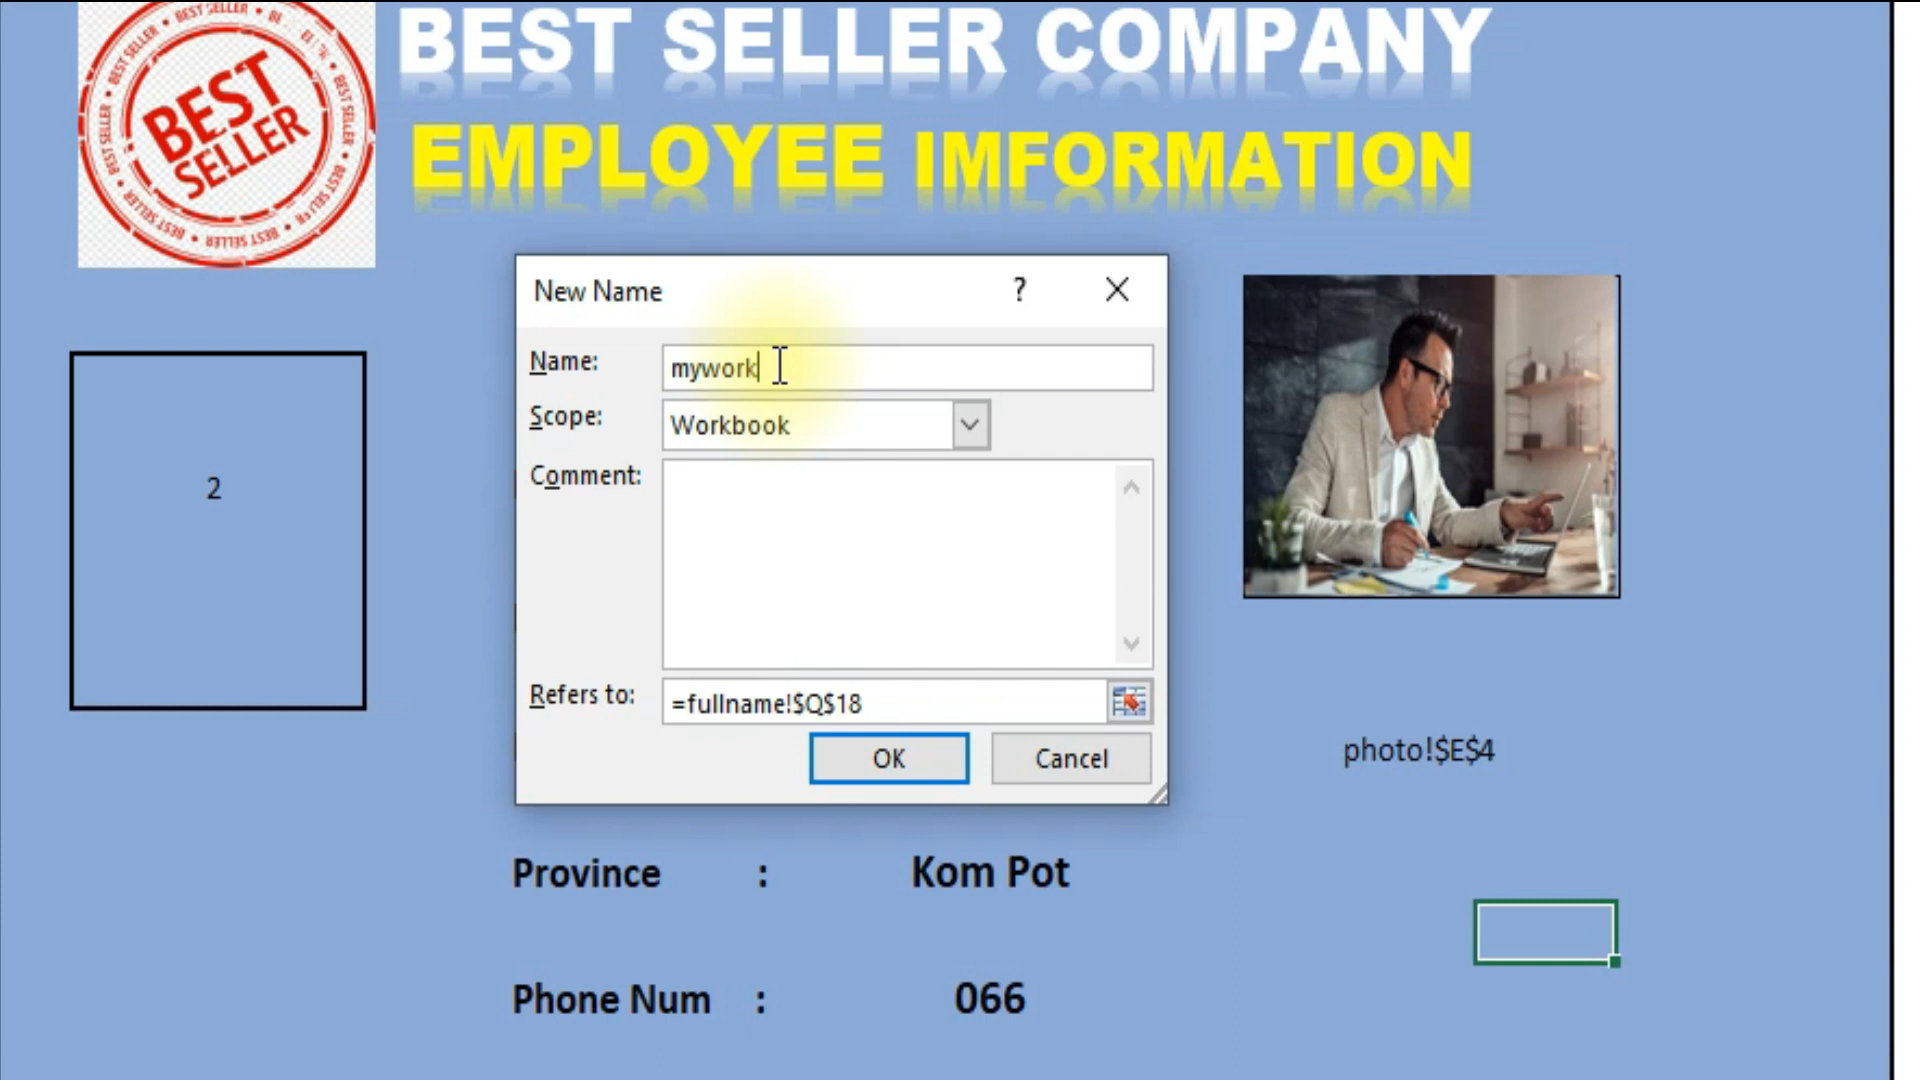 BEST SELLER COMPANY
EMPLOYEE IMFORMATION
BEST
SELLER
New Name
?
Name:
mywork
Scope:
Workbook
Comment:
2
Refers to:
=fullname!$Q$18
OK
Cancel
photo!$E$4
Province : Kom Pot
Phone Num : 066